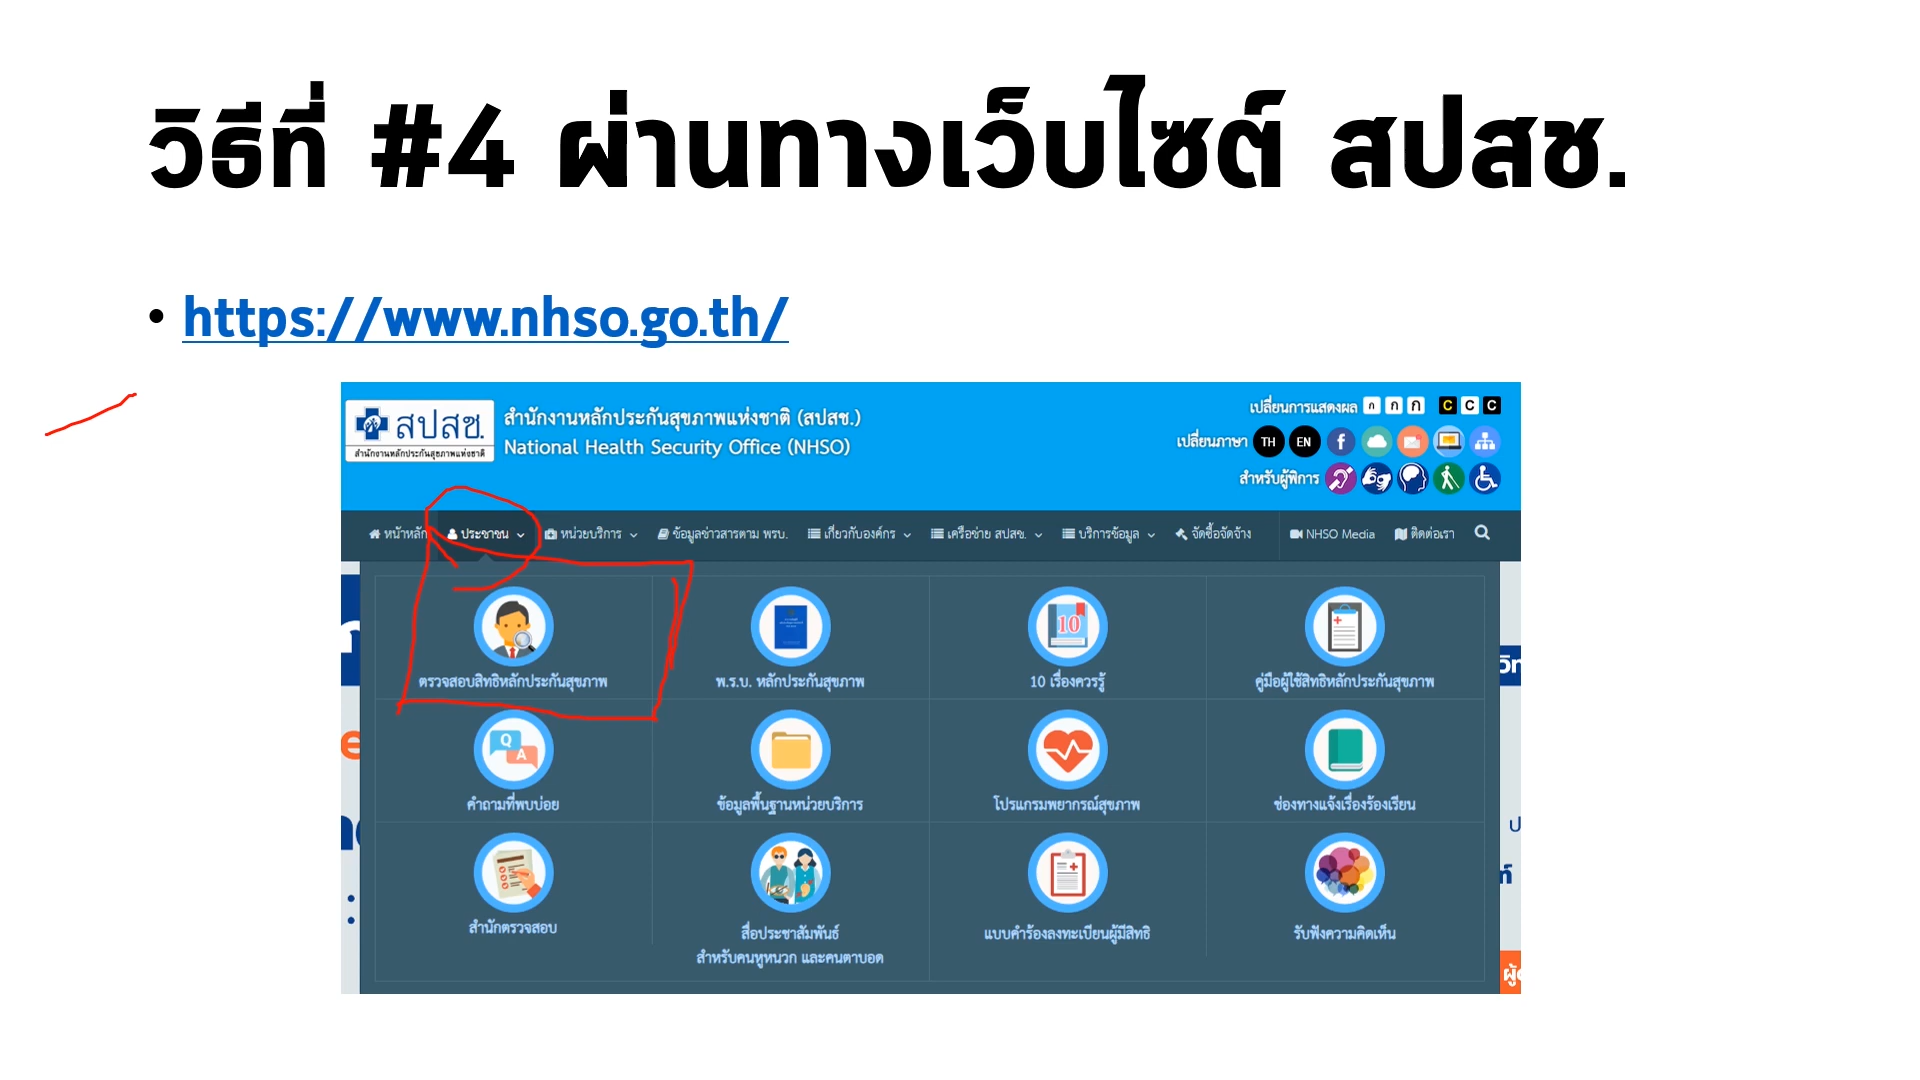 วิธีที่ #4 ผ่านทางเว็บไซต์ สปสช.
• https://www.nhso.go.th/
สปสช.
สำนักงานหลักประกันสุขภาพแห่งชาติ
สำนักงานหลักประกันสุขภาพแห่งชาติ (สปสช.)
National Health Security Office (NHSO)
เปลี่ยนการแสดงผล ก ก ก C C C
เปลี่ยนภาษา TH EN f
สำหรับผู้พิการ
หน้าหลัก ประชาชน หน่วยบริการ ข้อมูลข่าวสารตาม พรบ. เกี่ยวกับองค์กร เครือข่าย สปสช. บริการข้อมูล จัดซื้อจัดจ้าง NHSO Media ติดต่อเรา
10
ตรวจสอบสิทธิหลักประกันสุขภาพ พ.ร.บ. หลักประกันสุขภาพ 10 เรื่องควรรู้ คู่มือผู้ใช้สิทธิหลักประกันสุขภาพ
Q A
คำถามที่พบบ่อย ข้อมูลพื้นฐานหน่วยบริการ โปรแกรมพยากรณ์สุขภาพ ช่องทางแจ้งเรื่องร้องเรียน
สำนักตรวจสอบ สื่อประชาสัมพันธ์ แบบคำร้องลงทะเบียนผู้มีสิทธิ รับฟังความคิดเห็น
สำหรับคนหูหนวก และคนตาบอด